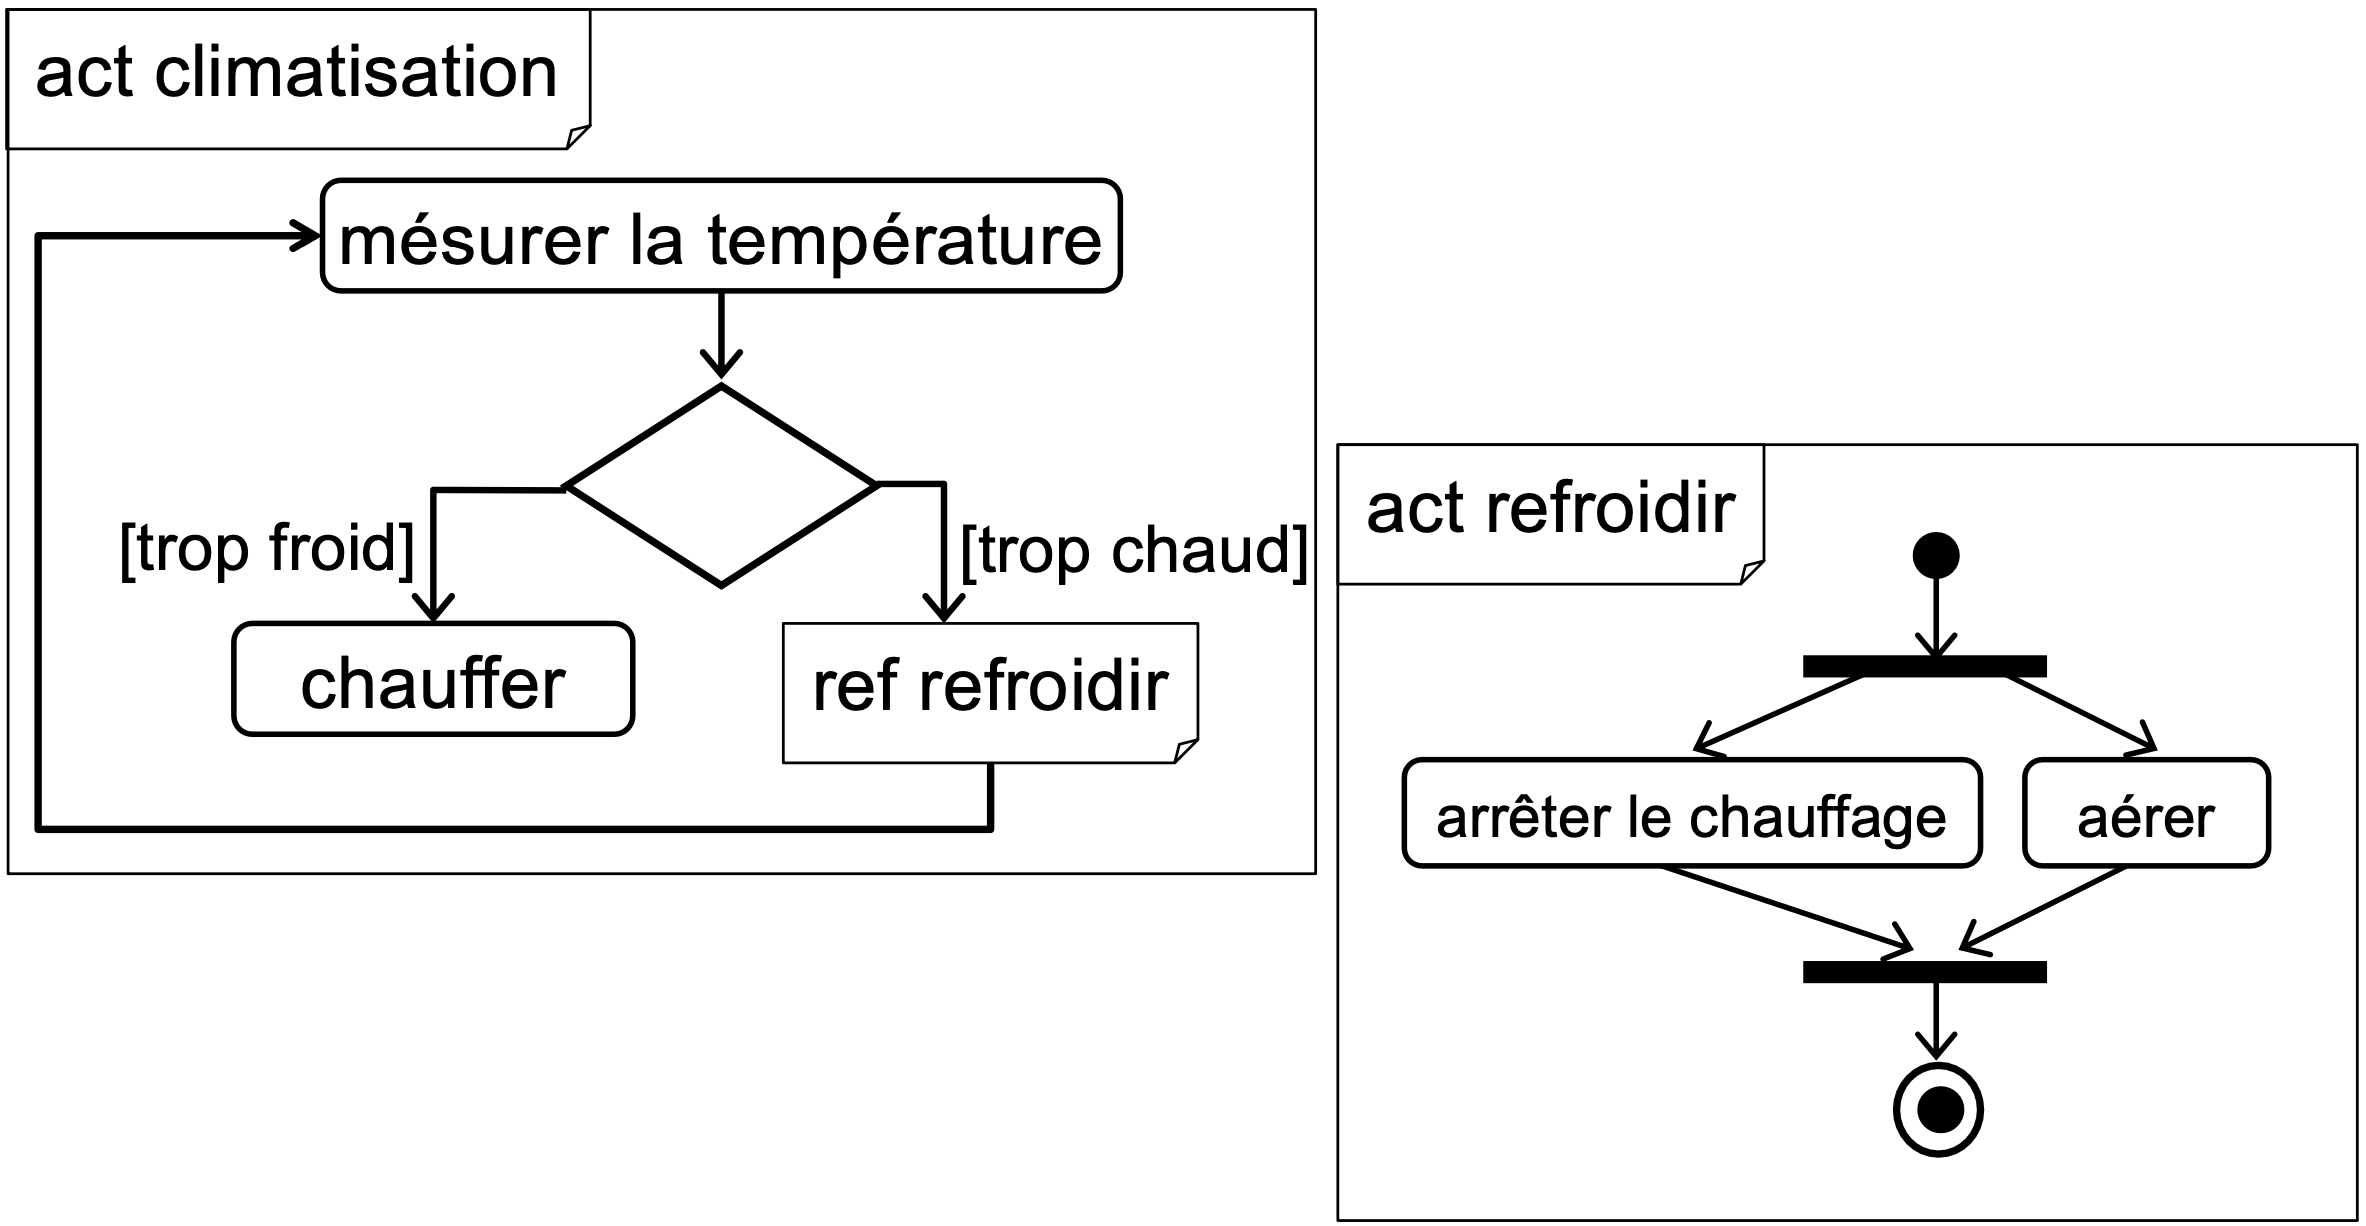 act climatisation
mésurer la température
[trop froid]
[trop chaud]
chauffer
ref refroidir
act refroidir
arrêter le chauffage
aérer